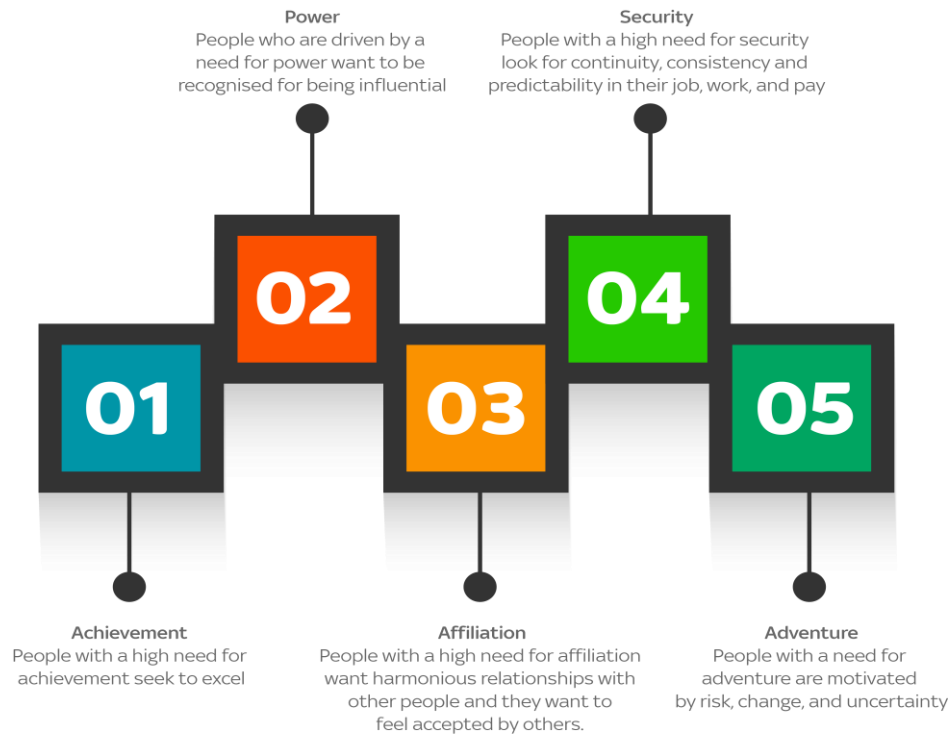 Power
People who are driven by a
need for power want to be
recognised for being influential
Security
People with a high need for security
look for continuity, consistency and
predictability in their job, work, and pay
02
04
01
03
05
Achievement
People with a high need for
achievement seek to excel
Affiliation
People with a high need for affiliation
want harmonious relationships with
other people and they want to
feel accepted by others.
Adventure
People with a need for
adventure are motivated
by risk, change, and uncertainty